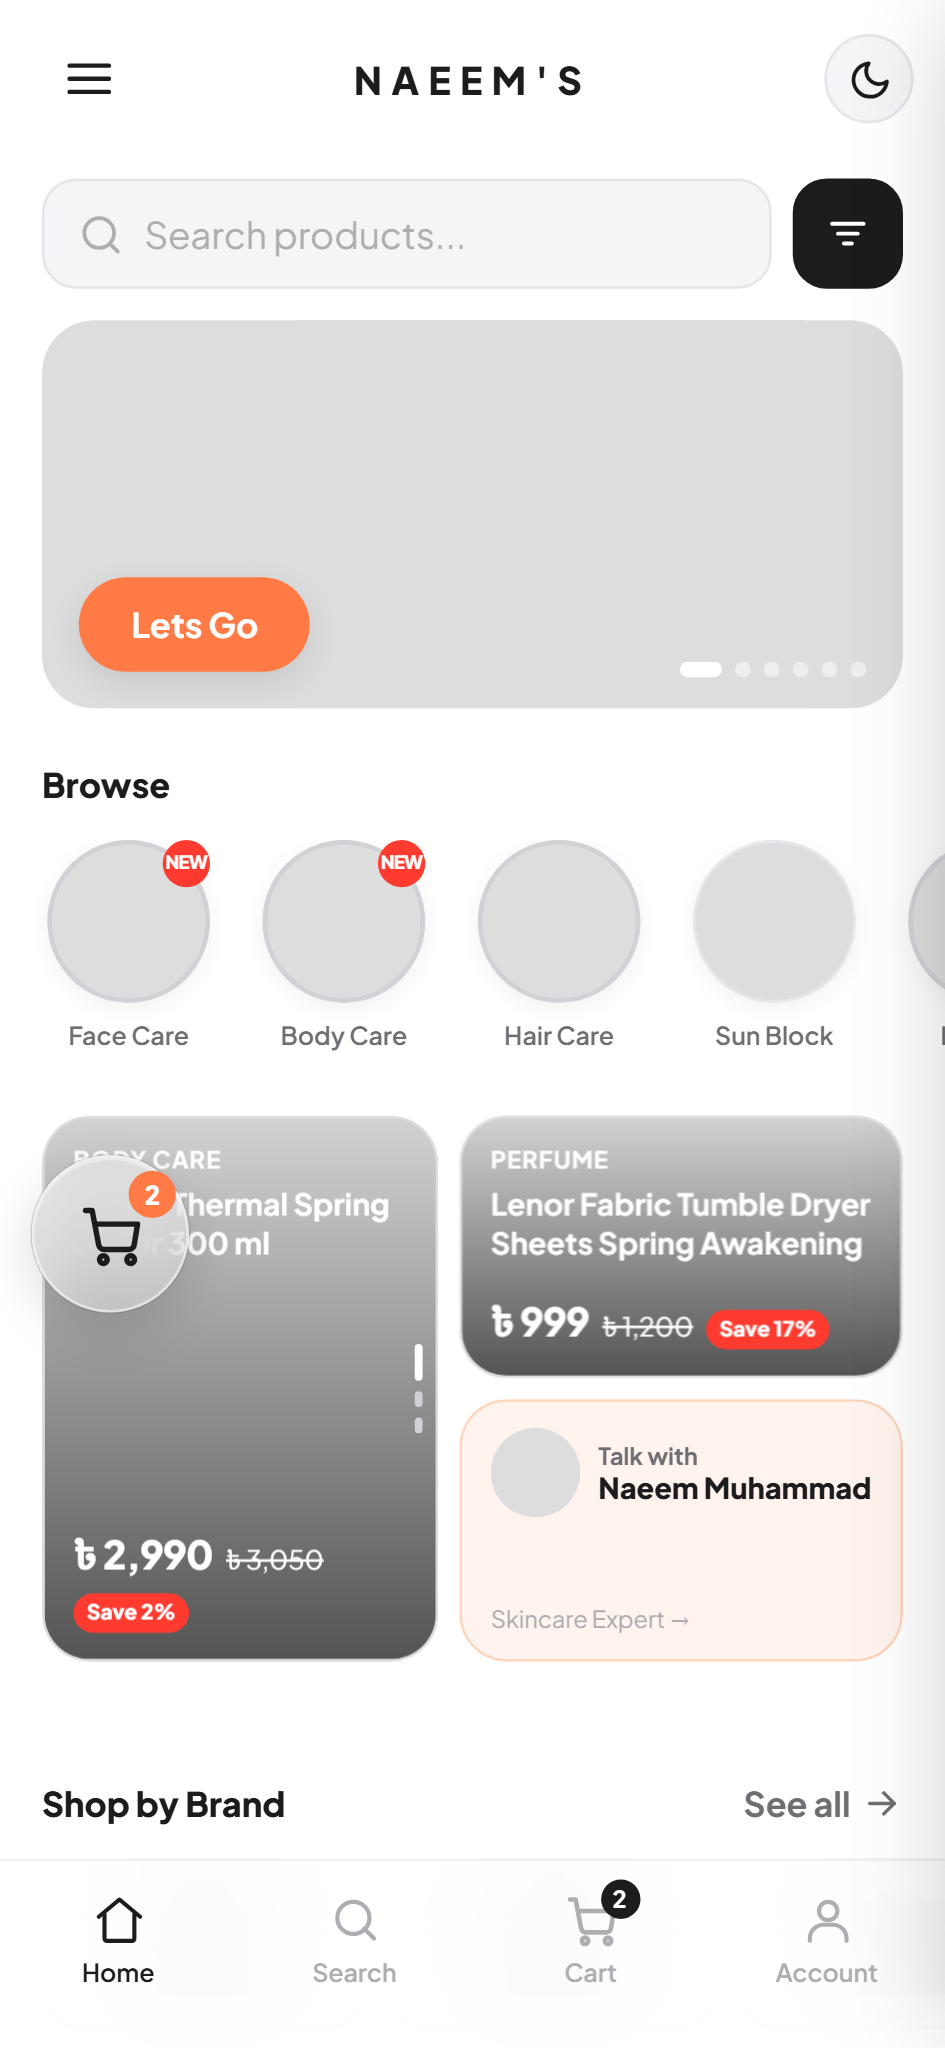 NAEEM'S
Search products...
Lets Go
Browse
NEW
NEW
Face Care
Body Care
Hair Care
Sun Block
CARE
2
Thermal Spring
300 ml
৳ 2,990 ৳ 3,050
Save 2%
PERFUME
Lenor Fabric Tumble Dryer
Sheets Spring Awakening
৳ 999 ৳ 1,200 Save 17%
Talk with
Naeem Muhammad
Skincare Expert →
Shop by Brand
See all →
2
Home
Search
Cart
Account